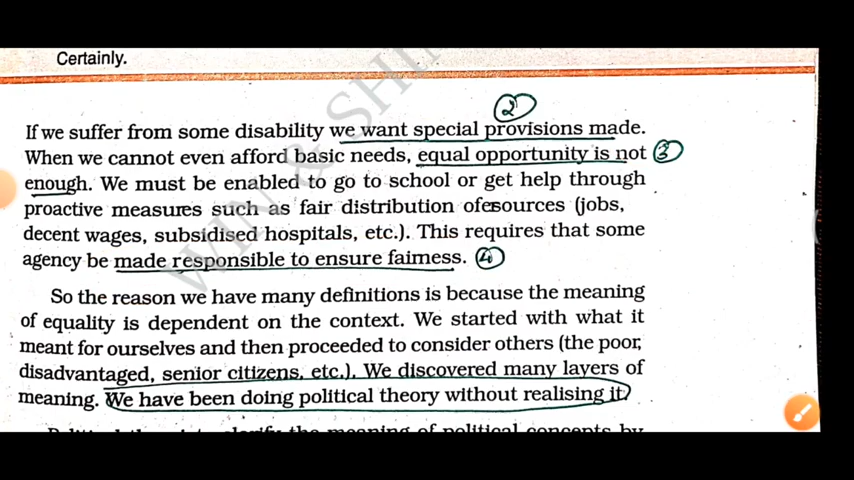 Certainly.
2
If we suffer from some disability we want special provisions made.
When we cannot even afford basic needs, equal opportunity is not 3
enough. We must be enabled to go to school or get help through
proactive measures such as fair distribution ofesources (jobs,
decent wages, subsidised hospitals, etc.). This requires that some
agency be made responsible to ensure fairness. 4
So the reason we have many definitions is because the meaning
of equality is dependent on the context. We started with what it
meant for ourselves and then proceeded to consider others (the poor,
disadvantaged, senior citizens, etc.). We discovered many layers of
meaning. We have been doing political theory without realising it.
meaning of political concepts by